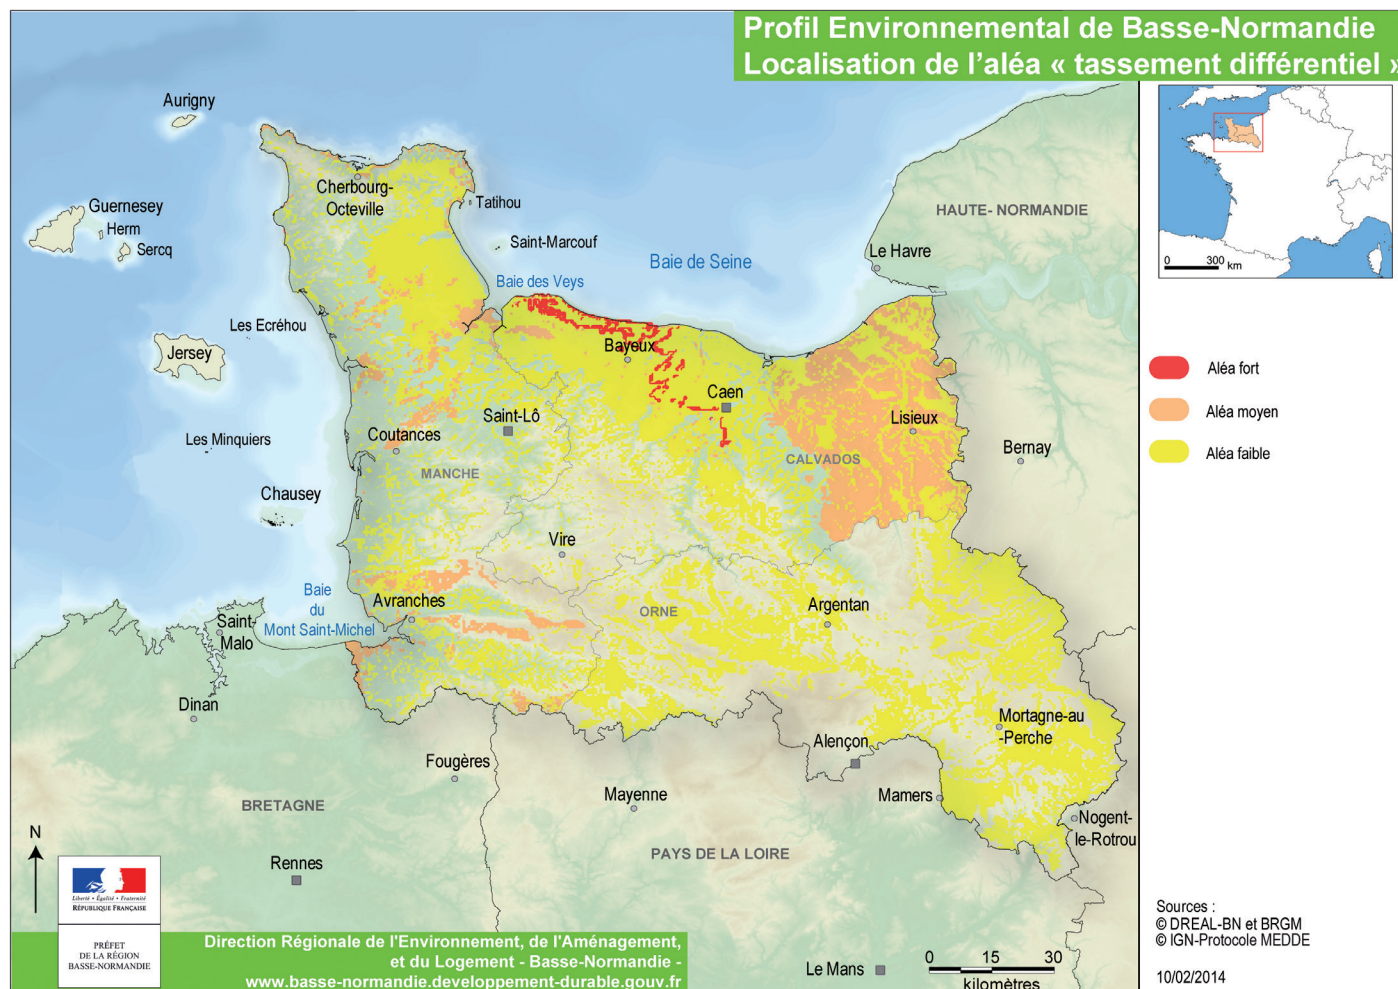 Profil Environnemental de Basse-Normandie
Localisation de l'aléa « tassement différentiel »
Aurigny
Guernesey
Herm
Sercq
Cherbourg-
Octeville
Tatihou
Saint-Marcouf
Baie de Seine
Baie des Veys
HAUTE- NORMANDIE
Le Havre
Les Ecréhou
Jersey
Bayeux
Caen
Lisieux
Bernay
Saint-Lô
Coutances
Les Minquiers
MANCHE
CALVADOS
Chausey
Vire
Baie
du
Mont Saint-Michel
Avranches
ORNE
Argentan
Saint-
Malo
Dinan
Mortagne-au
-Perche
Alençon
Fougères
Mayenne
Mamers
Nogent-
le-Rotrou
BRETAGNE
PAYS DE LA LOIRE
Rennes
Le Mans
N
Liberté • Égalité • Fraternité
RÉPUBLIQUE FRANÇAISE
PRÉFET
DE LA RÉGION
BASSE-NORMANDIE
Direction Régionale de l'Environnement, de l'Aménagement,
et du Logement - Basse-Normandie -
www.basse-normandie.developpement-durable.gouv.fr
0 15 30
kilomètres
0 300 km
Aléa fort
Aléa moyen
Aléa faible
Sources :
© DREAL-BN et BRGM
© IGN-Protocole MEDDE
10/02/2014